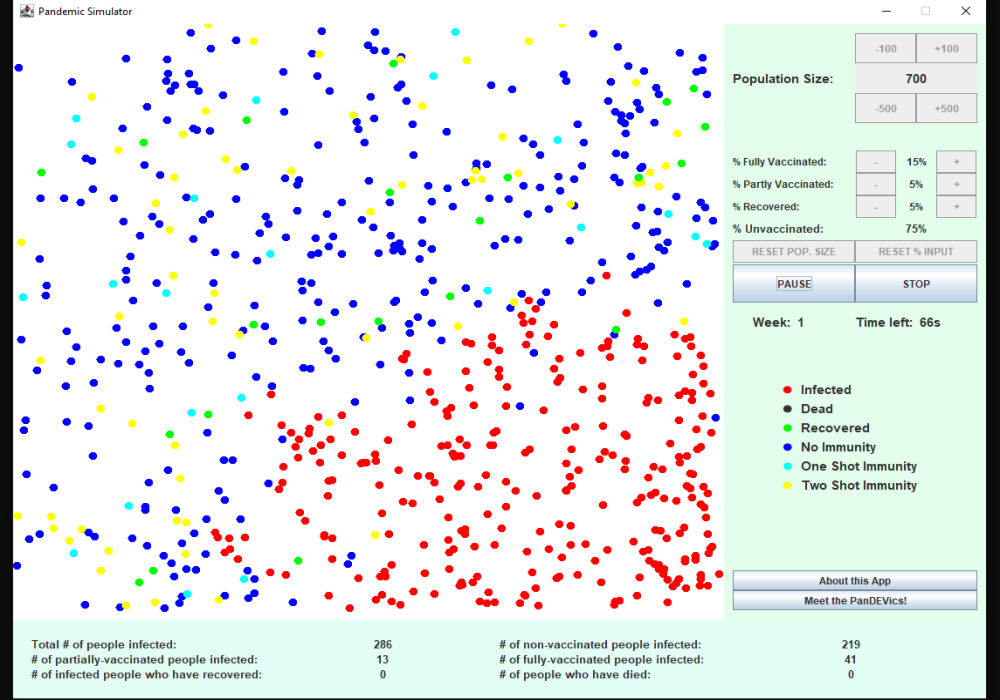 Pandemic Simulator
-100 +100
Population Size: 700
-500 +500
% Fully Vaccinated: - 15% +
% Partly Vaccinated: - 5% +
% Recovered: - 5% +
% Unvaccinated: 75%
RESET POP. SIZE RESET % INPUT
PAUSE STOP
Week: 1 Time left: 66s
Infected
Dead
Recovered
No Immunity
One Shot Immunity
Two Shot Immunity
About this App
Meet the PanDEVics!
Total # of people infected: 286 # of non-vaccinated people infected: 219
# of partially-vaccinated people infected: 13 # of fully-vaccinated people infected: 41
# of infected people who have recovered: 0 # of people who have died: 0